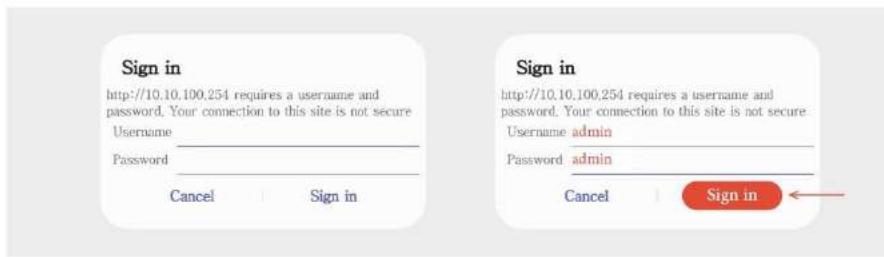 Sign in
http://10.10.100.254 requires a username and
password. Your connection to this site is not secure
Username
Password
Cancel
Sign in
Sign in
http://10.10.100.254 requires a username and
password. Your connection to this site is not secure
Username admin
Password admin
Cancel
Sign in